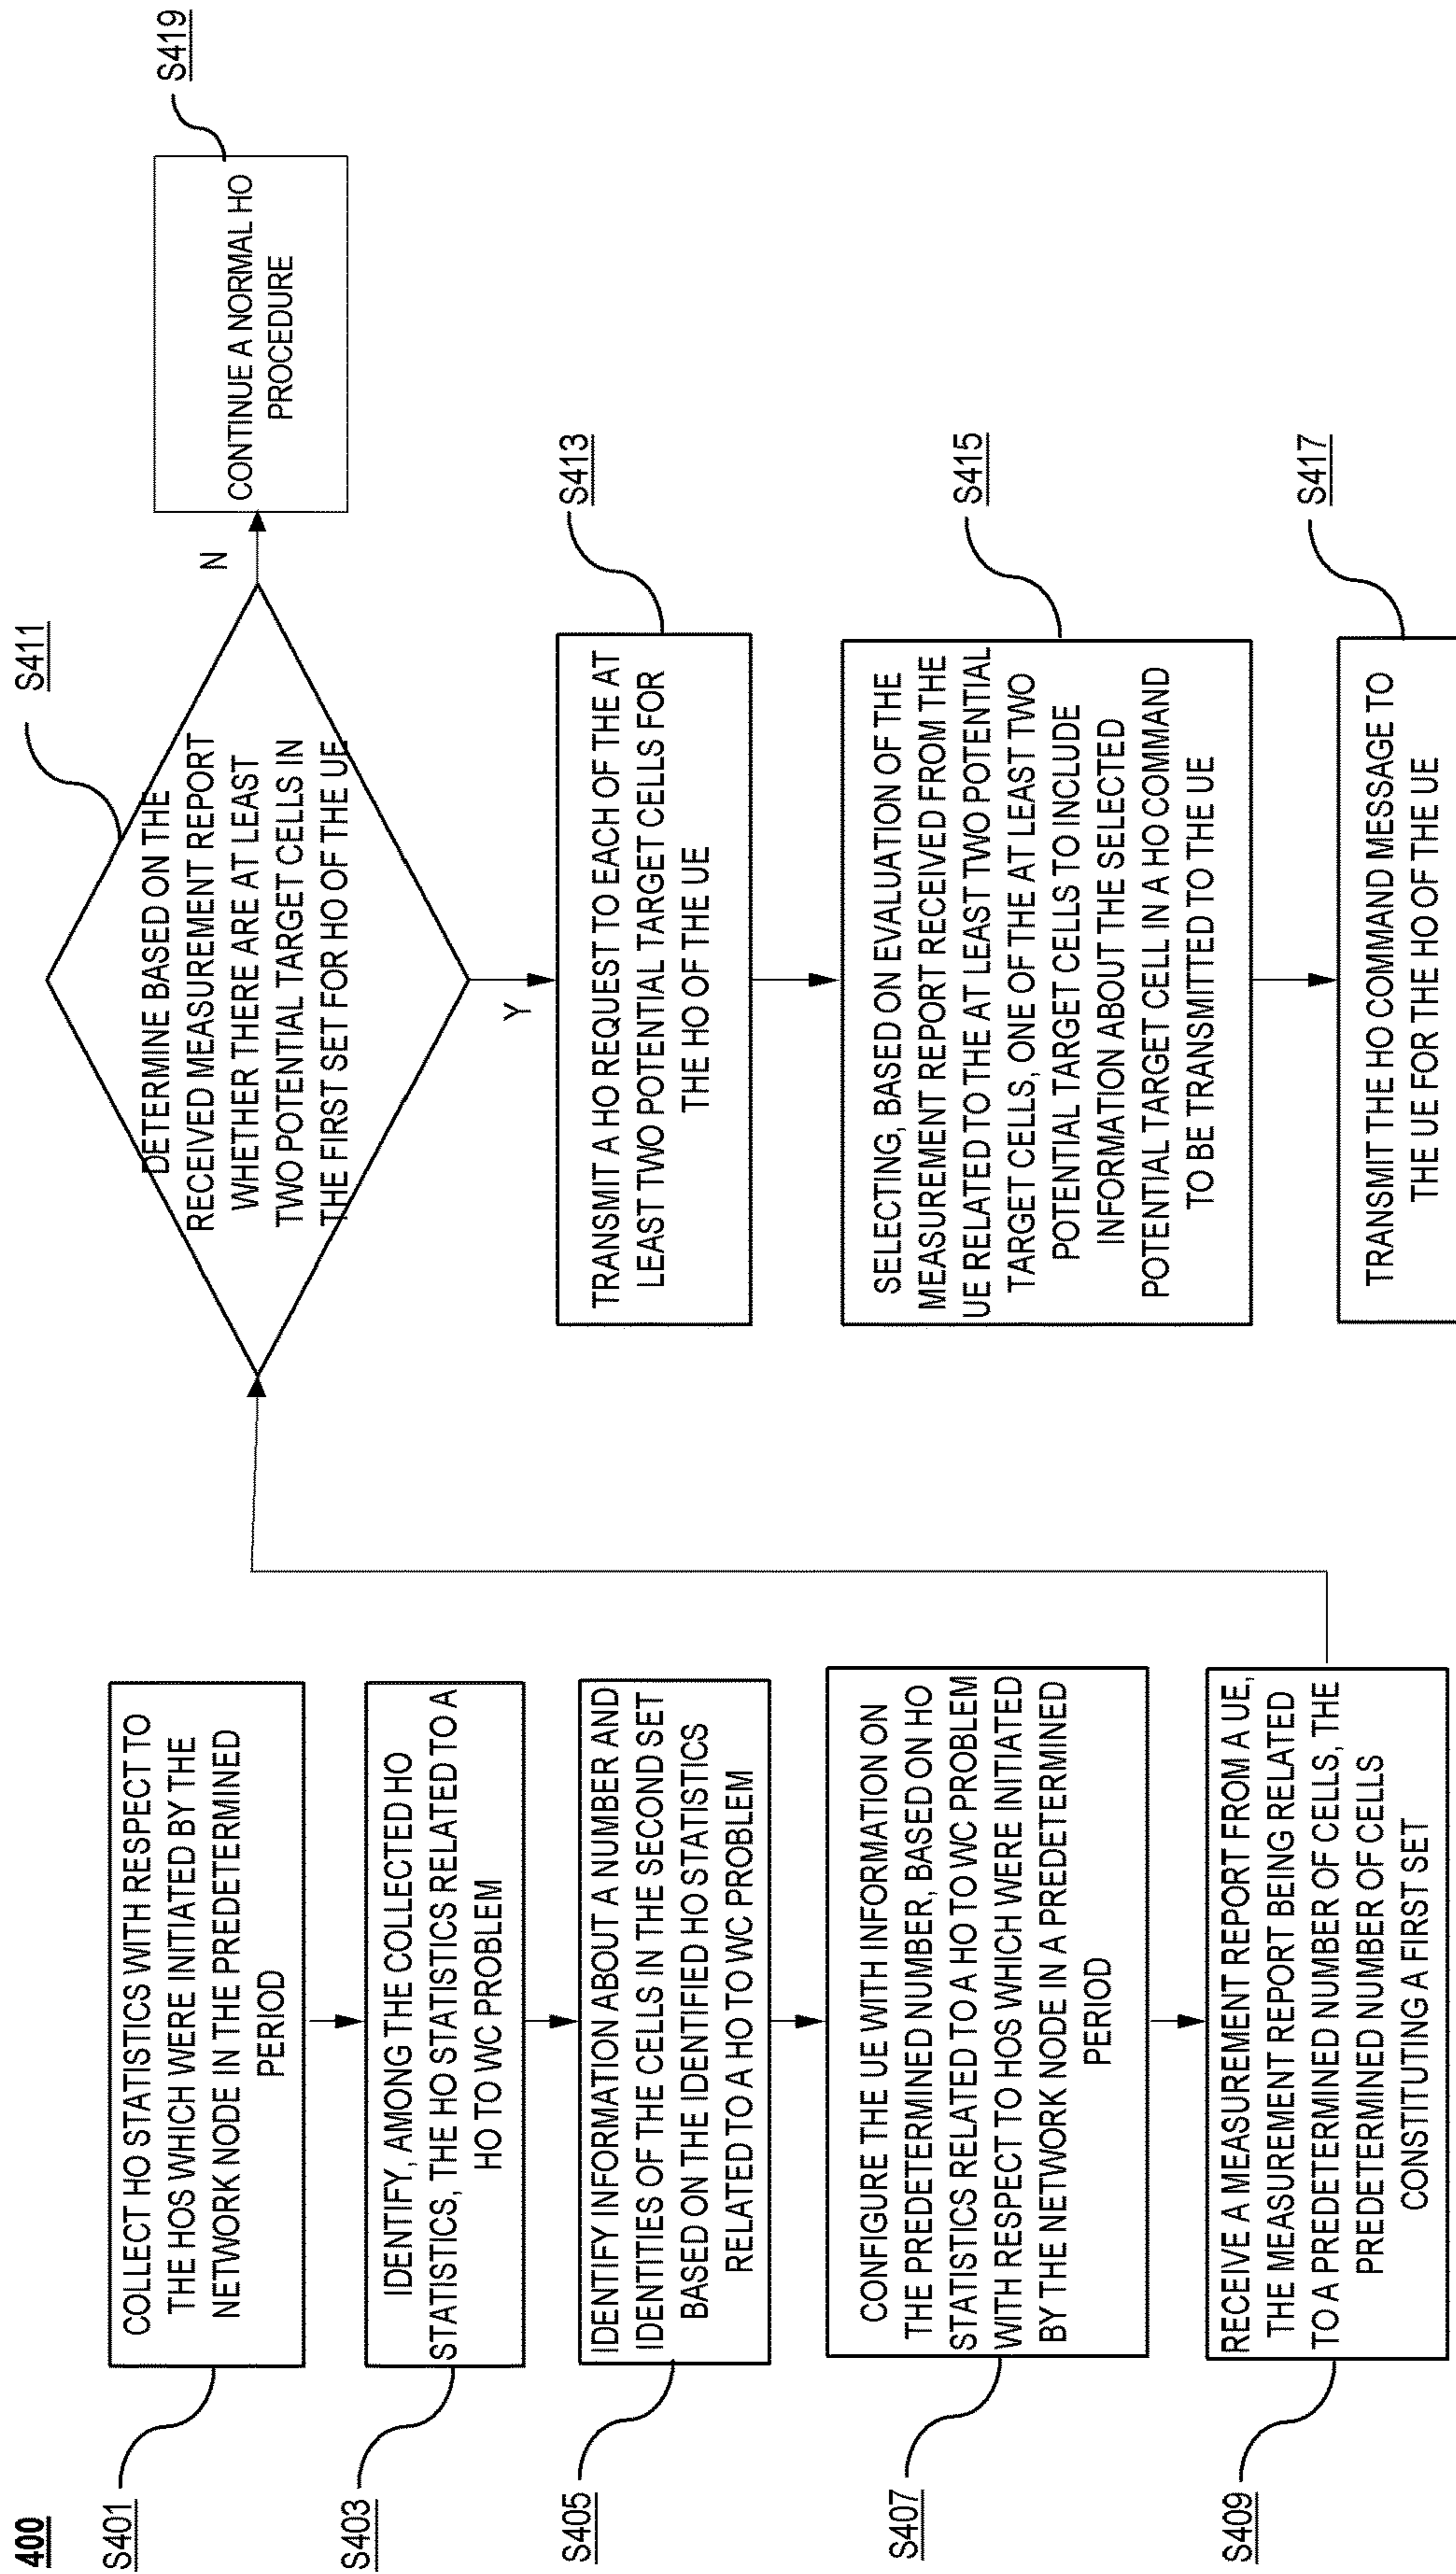 400
S401
COLLECT HO STATISTICS WITH RESPECT TO
THE HOS WHICH WERE INITIATED BY THE
NETWORK NODE IN THE PREDETERMINED
PERIOD
S403
IDENTIFY, AMONG THE COLLECTED HO
STATISTICS, THE HO STATISTICS RELATED TO A
HO TO WC PROBLEM
S405
IDENTIFY INFORMATION ABOUT A NUMBER AND
IDENTITIES OF THE CELLS IN THE SECOND SET
BASED ON THE IDENTIFIED HO STATISTICS
RELATED TO A HO TO WC PROBLEM
S407
CONFIGURE THE UE WITH INFORMATION ON
THE PREDETERMINED NUMBER, BASED ON HO
STATISTICS RELATED TO A HO TO WC PROBLEM
WITH RESPECT TO HOS WHICH WERE INITIATED
BY THE NETWORK NODE IN A PREDETERMINED
PERIOD
S409
RECEIVE A MEASUREMENT REPORT FROM A UE,
THE MEASUREMENT REPORT BEING RELATED
TO A PREDETERMINED NUMBER OF CELLS, THE
PREDETERMINED NUMBER OF CELLS
CONSTITUTING A FIRST SET
S411
DETERMINE BASED ON THE
RECEIVED MEASUREMENT REPORT
WHETHER THERE ARE AT LEAST
TWO POTENTIAL TARGET CELLS IN
THE FIRST SET FOR HO OF THE UE
N
S419
CONTINUE A NORMAL HO
PROCEDURE
Y
S413
TRANSMIT A HO REQUEST TO EACH OF THE AT
LEAST TWO POTENTIAL TARGET CELLS FOR
THE HO OF THE UE
S415
SELECTING, BASED ON EVALUATION OF THE
MEASUREMENT REPORT RECEIVED FROM THE
UE RELATED TO THE AT LEAST TWO POTENTIAL
TARGET CELLS, ONE OF THE AT LEAST TWO
POTENTIAL TARGET CELLS TO INCLUDE
INFORMATION ABOUT THE SELECTED
POTENTIAL TARGET CELL IN A HO COMMAND
TO BE TRANSMITTED TO THE UE
S417
TRANSMIT THE HO COMMAND MESSAGE TO
THE UE FOR THE HO OF THE UE